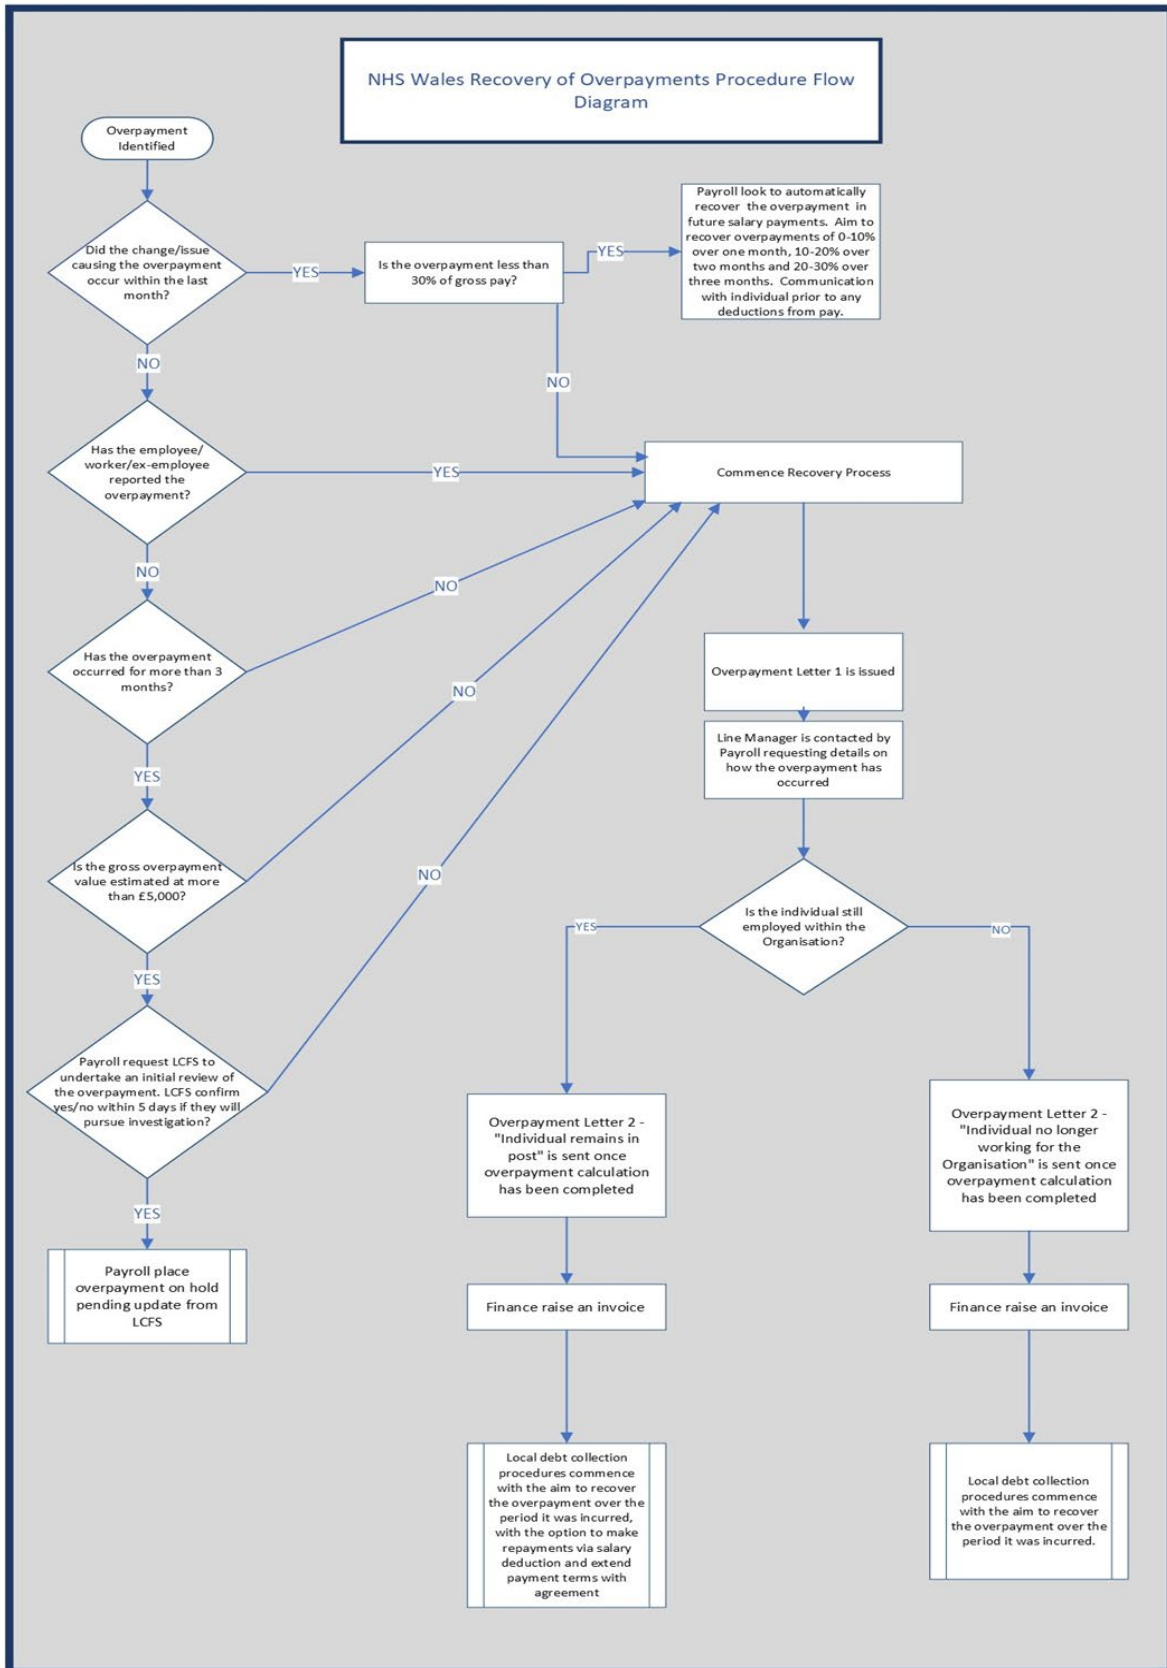 NHS Wales Recovery of Overpayments Procedure Flow
Diagram
Overpayment
Identified
Did the change/issue
causing the overpayment
occur within the last
month?
YES
Is the overpayment less than
30% of gross pay?
YES
Payroll look to automatically
recover the overpayment in
future salary payments. Aim to
recover overpayments of 0-10%
over one month, 10-20% over
two months and 20-30% over
three months. Communication
with individual prior to any
deductions from pay.
NO
NO
Has the employee/
worker/ex-employee
reported the
overpayment?
YES
Commence Recovery Process
NO
NO
Has the overpayment
occurred for more than 3
months?
NO
YES
Is the gross overpayment
value estimated at more
than £5,000?
NO
YES
Payroll request LCFS to
undertake an initial review of
the overpayment. LCFS confirm
yes/no within 5 days if they will
pursue investigation?
YES
Payroll place
overpayment on hold
pending update from
LCFS
Overpayment Letter 1 is issued
Line Manager is contacted by
Payroll requesting details on
how the overpayment has
occurred
Is the individual still
employed within the
Organisation?
YES
NO
Overpayment Letter 2 -
"Individual remains in
post" is sent once
overpayment calculation
has been completed
Overpayment Letter 2 -
"Individual no longer
working for the
Organisation" is sent once
overpayment calculation
has been completed
Finance raise an invoice
Finance raise an invoice
Local debt collection
procedures commence
with the aim to recover
the overpayment over the
period it was incurred,
with the option to make
repayments via salary
deduction and extend
payment terms with
agreement
Local debt collection
procedures commence
with the aim to recover
the overpayment over the
period it was incurred.